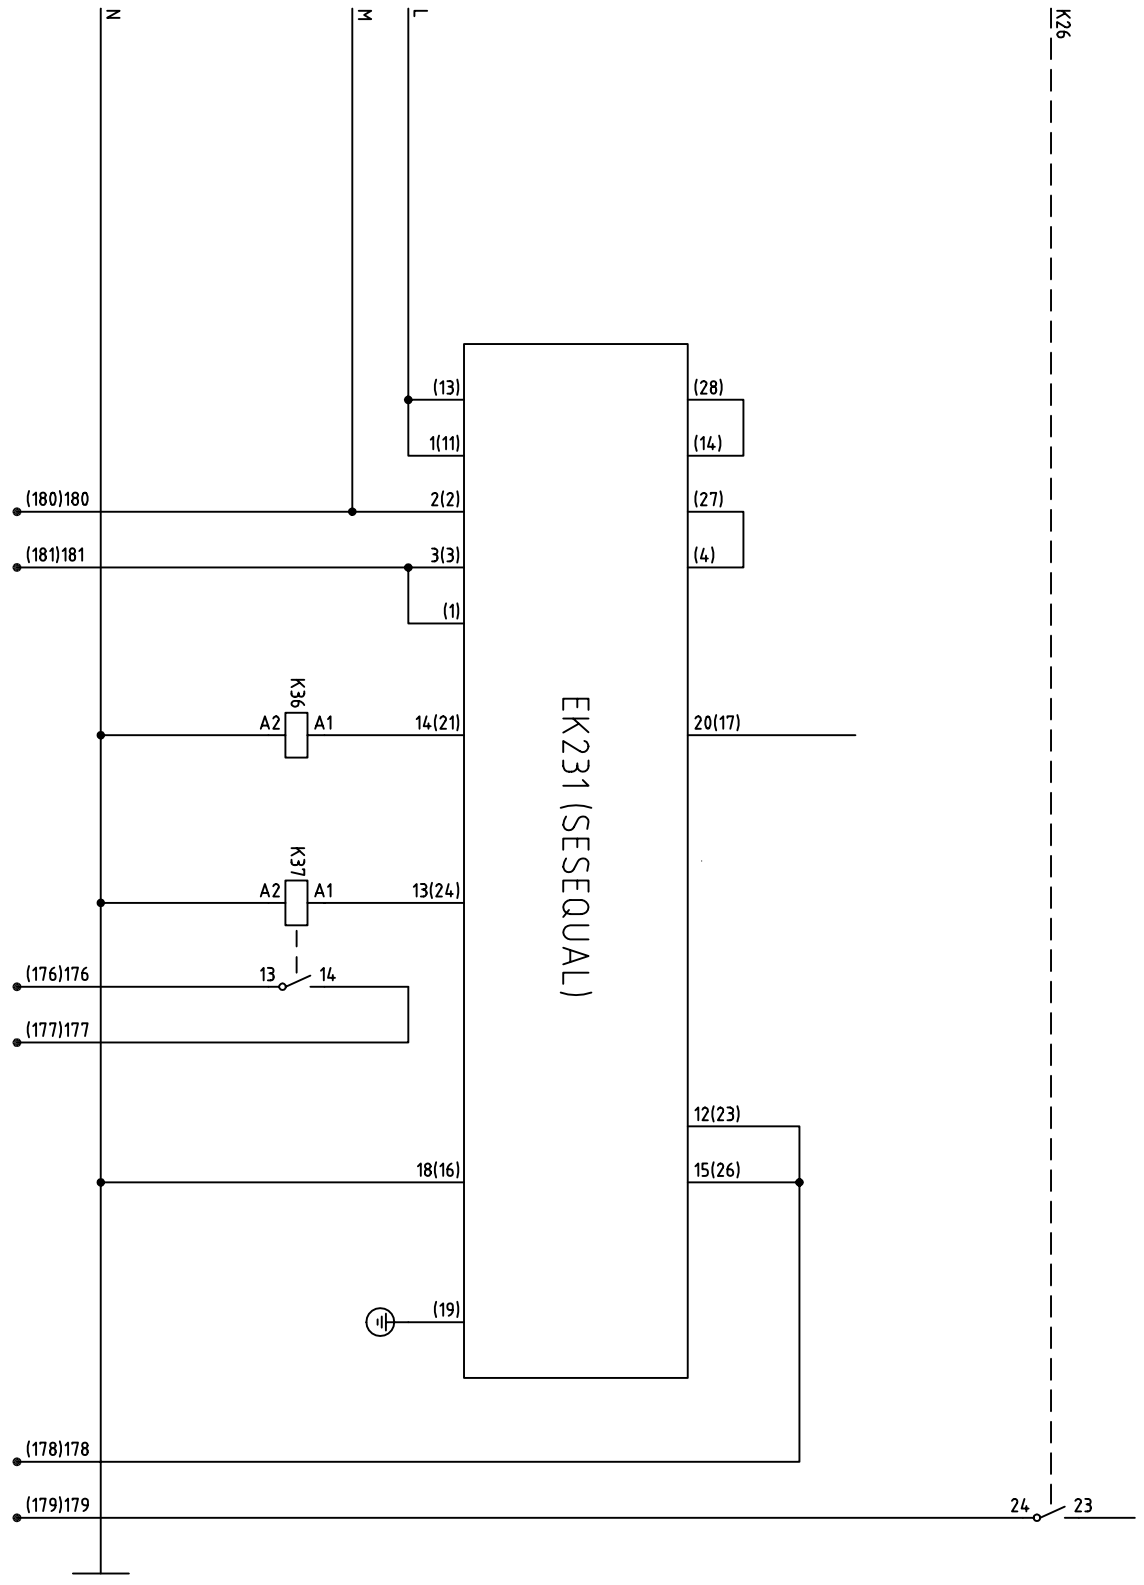 N
M
L
K26
(13)
(28)
1(11)
(14)
(180)180
2(2)
(27)
(181)181
3(3)
(4)
(1)
K36
A2
A1
14(21)
20(17)
EK231 (SESEQUAL)
K37
A2
A1
13(24)
(176)176
13
14
(177)177
12(23)
18(16)
15(26)
(19)
(178)178
(179)179
24
23